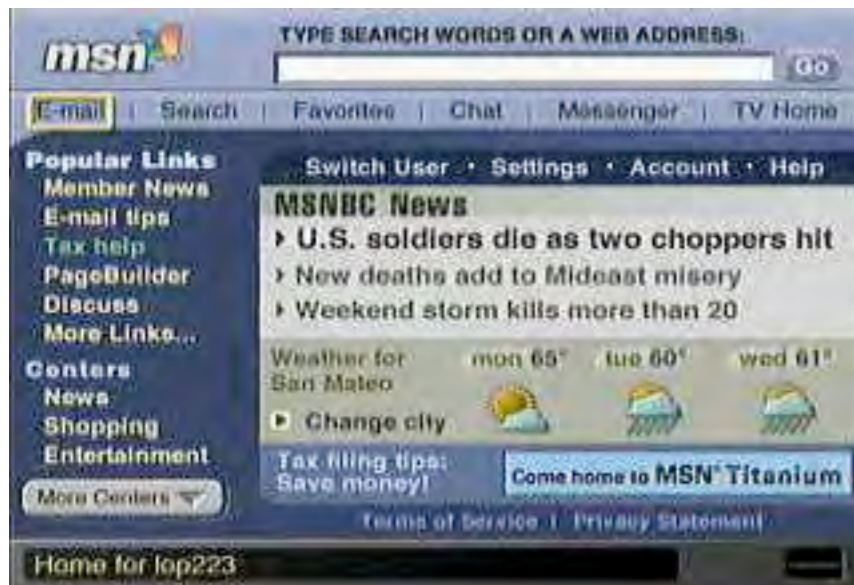 msn
TYPE SEARCH WORDS OR A WEB ADDRESS:
Go
E-mail | Search | Favorites | Chat | Messenger | TV Home
Switch User • Settings • Account • Help
Popular Links
Member News
E-mail tips
Tax help
PageBuilder
Discuss
More Links...
Centers
News
Shopping
Entertainment
More Centers
MSNBC News
U.S. soldiers die as two choppers hit
New deaths add to Mideast misery
Weekend storm kills more than 20
Weather for
San Mateo
mon 65° tue 60° wed 61°
Change city
Tax filing tips:
Save money!
Come home to MSN® Titanium
Terms of Service | Privacy Statement
Home for lop223